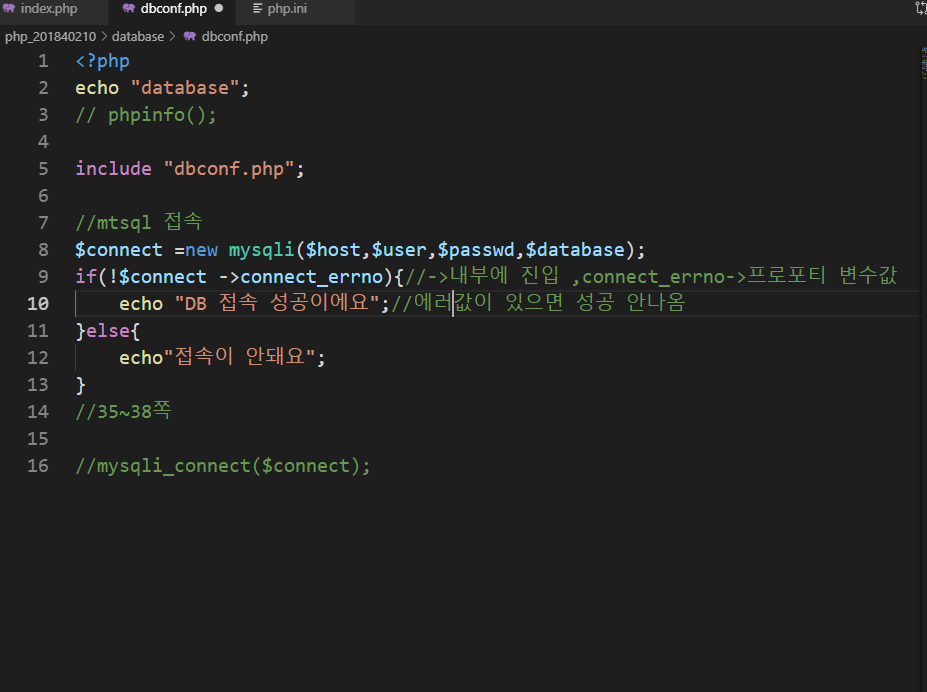 index.php dbconf.php php.ini
php_201840210 > database > dbconf.php
1 <?php
2 echo "database";
3 // phpinfo();
4
5 include "dbconf.php";
6
7 //mtsql 접속
8 $connect =new mysqli($host,$user,$passwd,$database);
9 if(!$connect ->connect_errno){//->내부에 진입 ,connect_errno->프로포티 변수값
10 echo "DB 접속 성공이에요";//에러값이 있으면 성공 안나옴
11 }else{
12 echo"접속이 안돼요";
13 }
14 //35~38쪽
15
16 //mysqli_connect($connect);